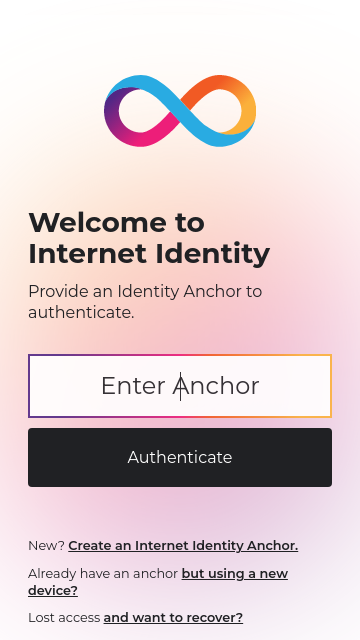 Welcome to
Internet Identity
Provide an Identity Anchor to
authenticate.
Enter Anchor
Authenticate
New? Create an Internet Identity Anchor.
Already have an anchor but using a new
device?
Lost access and want to recover?